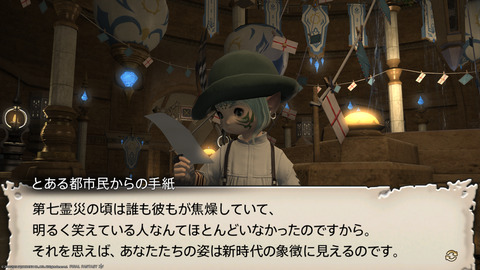 とある都市民からの手紙
第七霊災の頃は誰も彼もが焦燥していて、
明るく笑えている人なんてほとんどいなかったのですから。
それを思えば、あなたたちの姿は新時代の象徴に見えるのです。